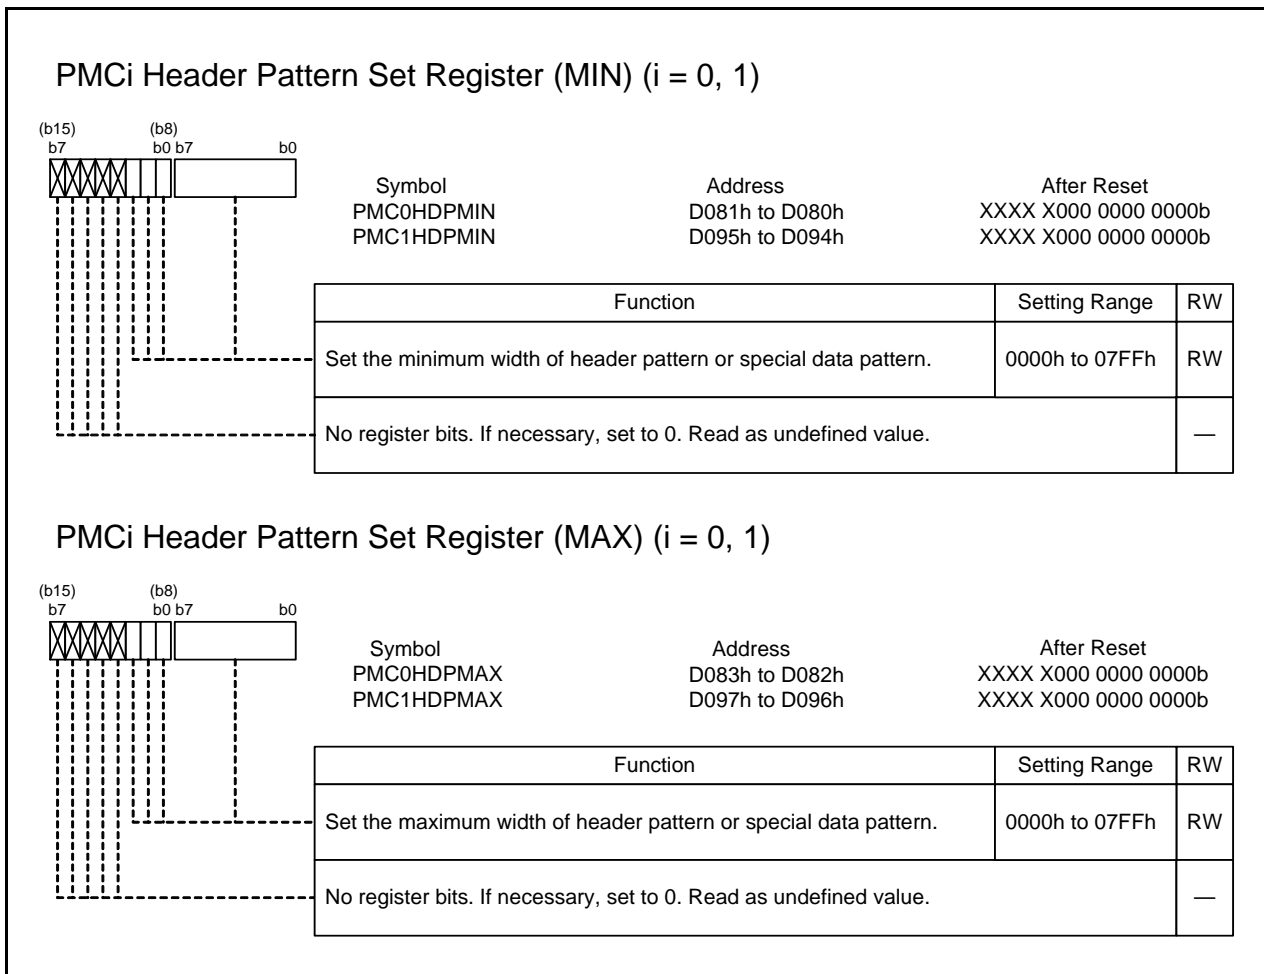 PMCi Header Pattern Set Register (MIN) (i = 0, 1)
(b15) (b8)
b7 b0 b7 b0
Symbol Address After Reset
PMC0HDPMIN D081h to D080h XXXX X000 0000 0000b
PMC1HDPMIN D095h to D094h XXXX X000 0000 0000b
Function Setting Range RW
Set the minimum width of header pattern or special data pattern. 0000h to 07FFh RW
No register bits. If necessary, set to 0. Read as undefined value. —
PMCi Header Pattern Set Register (MAX) (i = 0, 1)
(b15) (b8)
b7 b0 b7 b0
Symbol Address After Reset
PMC0HDPMAX D083h to D082h XXXX X000 0000 0000b
PMC1HDPMAX D097h to D096h XXXX X000 0000 0000b
Function Setting Range RW
Set the maximum width of header pattern or special data pattern. 0000h to 07FFh RW
No register bits. If necessary, set to 0. Read as undefined value. —